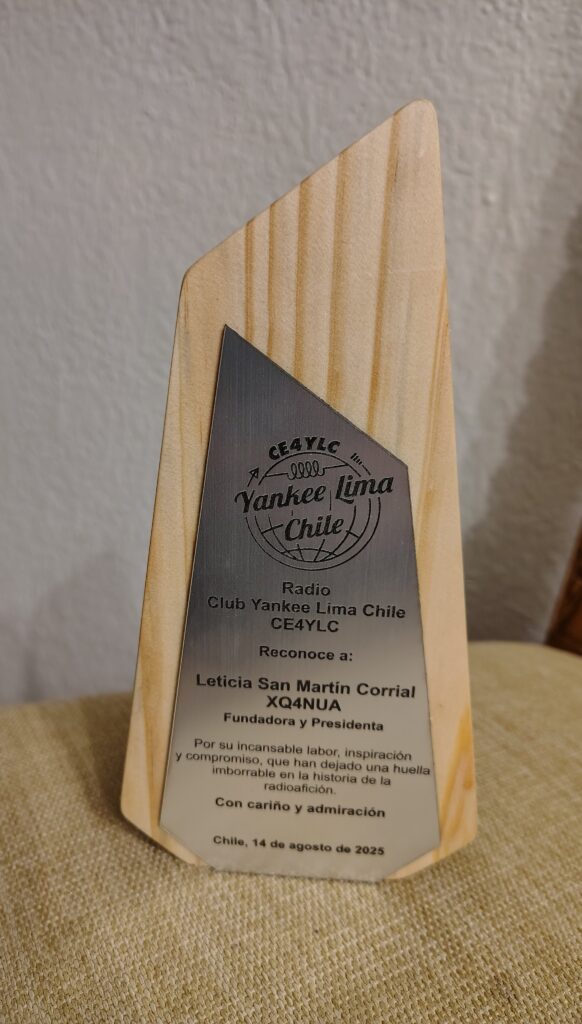 CE4YLC
Yankee Lima
Chile
Radio
Club Yankee Lima Chile
CE4YLC
Reconoce a:
Leticia San Martín Corrial
XQ4NUA
Fundadora y Presidenta
Por su incansable labor, inspiración
y compromiso, que han dejado una huella
imborrable en la historia de la
radioafición.
Con cariño y admiración
Chile, 14 de agosto de 2025